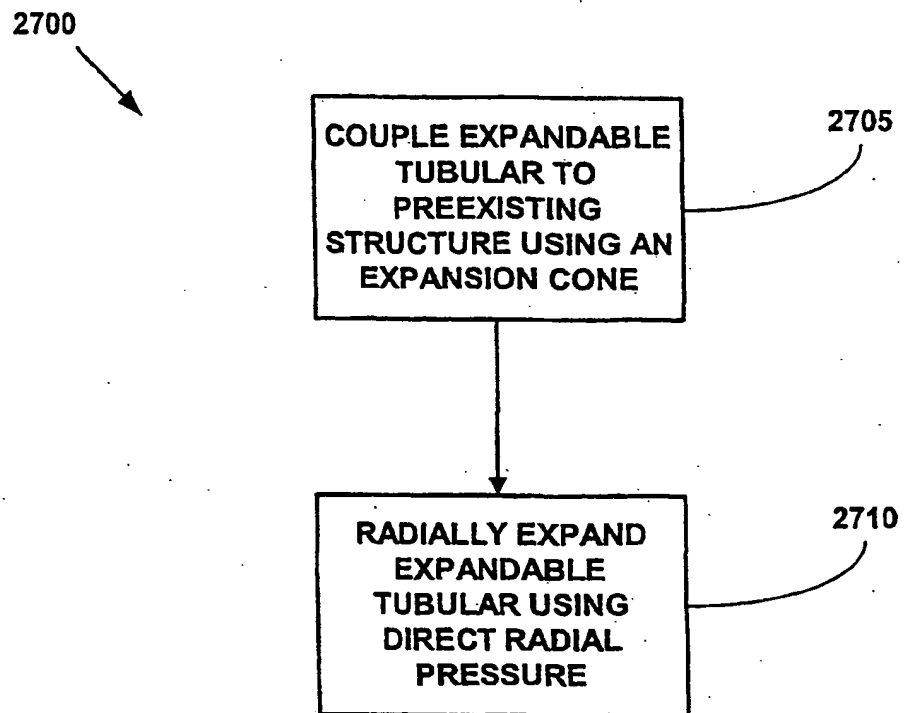 2700
COUPLE EXPANDABLE
TUBULAR TO
PREEXISTING
STRUCTURE USING AN
EXPANSION CONE
2705
RADIALLY EXPAND
EXPANDABLE
TUBULAR USING
DIRECT RADIAL
PRESSURE
2710